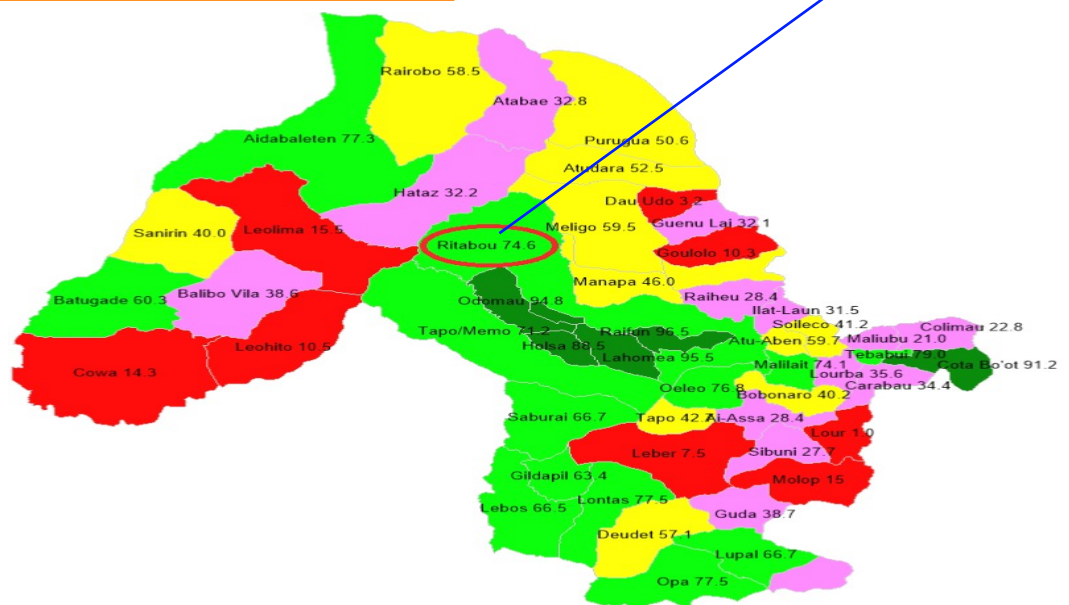 Rairobo 58.5
Atabae 32.8
Aidabaleten 77.3
Purugua 50.6
Atudara 52.5
Hataz 32.2
Dau Udo 3.2
Guenu Lai 32.1
Sanirin 40.0
Leolima 15.5
Meligo 59.5
Ritabou 74.6
Goulolo 10.3
Manapa 46.0
Batugade 60.3
Balibo Vila 38.6
Odomau 94.8
Raiheu 28.4
Ilat-Laun 31.5
Soileco 41.2
Colimau 22.8
Tapo/Memo 71.2
Raifun 96.5
Atu-Aben 59.7
Maliubu 21.0
Leohito 10.5
Holsa 88.5
Lahomea 95.5
Tebabui 79.0
Cota Bo'ot 91.2
Malilait 74.1
Cowa 14.3
Lourba 35.6
Oeleo 76.8
Carabau 34.4
Bobonaro 40.2
Saburai 66.7
Tapo 42.7
Ai-Assa 28.4
Lour 1.0
Leber 7.5
Sibuni 27.7
Gildapil 63.4
Molop 15
Lontas 77.5
Lebos 66.5
Guda 38.7
Deudet 57.1
Lupal 66.7
Opa 77.5